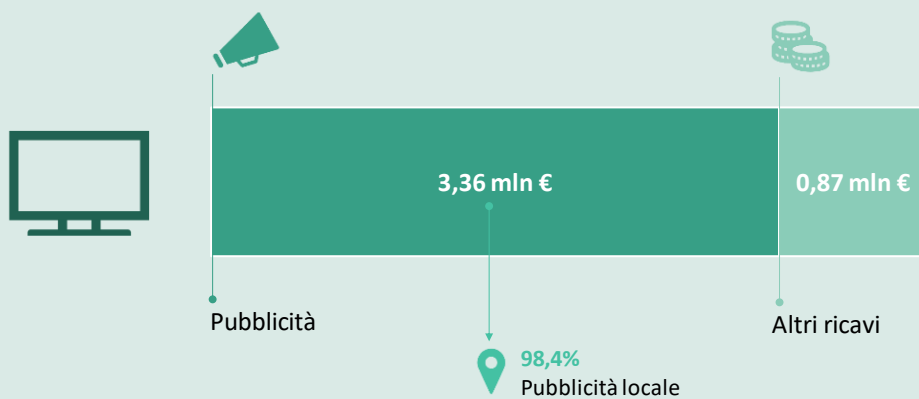 3,36 mln €
0,87 mln €
Pubblicità
Altri ricavi
98,4%
Pubblicità locale